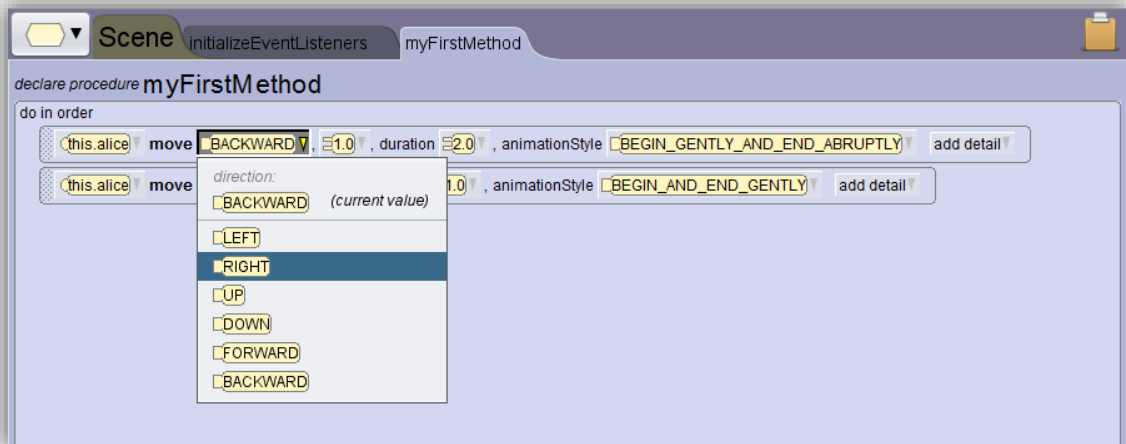 Scene initializeEventListeners myFirstMethod
declare procedure myFirstMethod
do in order
this.alice move BACKWARD , 1.0 , duration 2.0 , animationStyle BEGIN_GENTLY_AND_END_ABRUPTLY add detail
this.alice move 1.0 , animationStyle BEGIN_AND_END_GENTLY add detail
direction:
BACKWARD (current value)
LEFT
RIGHT
UP
DOWN
FORWARD
BACKWARD